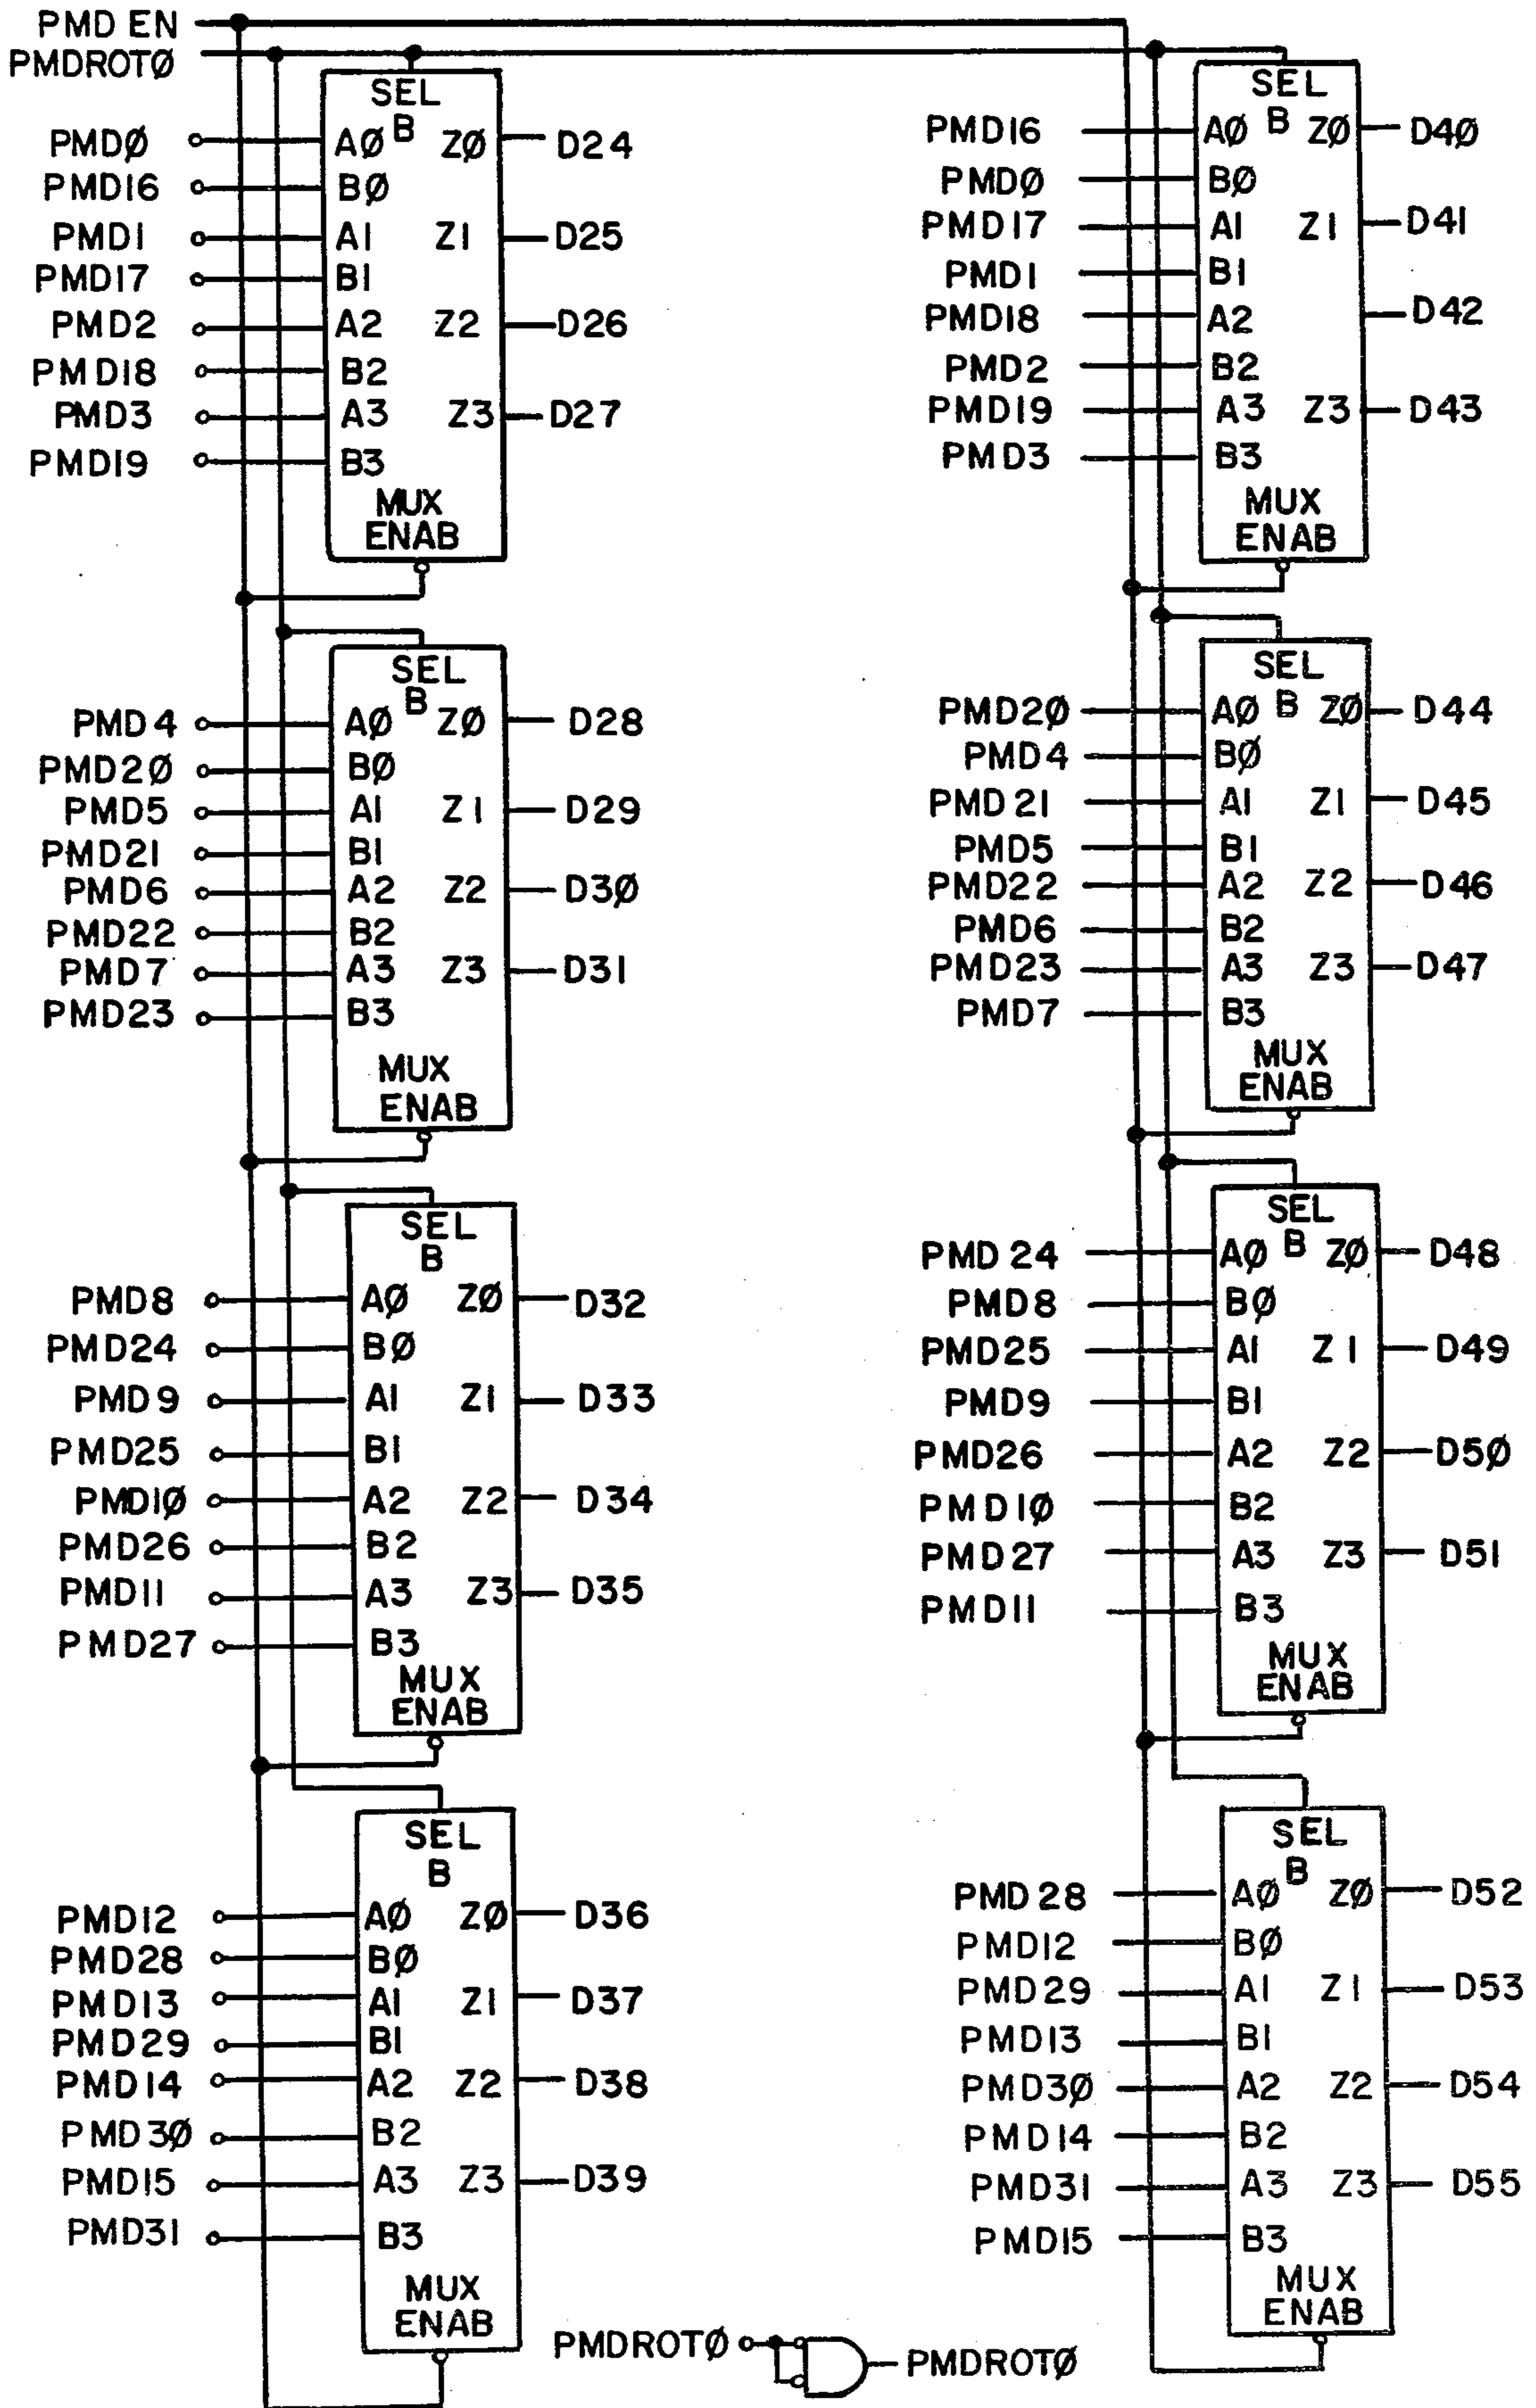 PMD EN
PMDROTØ
SEL
B
PMDØ AØ ZØ D24
PMD16 BØ
PMD1 A1 Z1 D25
PMD17 B1
PMD2 A2 Z2 D26
PMD18 B2
PMD3 A3 Z3 D27
PMD19 B3
MUX
ENAB
SEL
B
PMD4 AØ ZØ D28
PMD20 BØ
PMD5 A1 Z1 D29
PMD21 B1
PMD6 A2 Z2 D3Ø
PMD22 B2
PMD7 A3 Z3 D31
PMD23 B3
MUX
ENAB
SEL
B
PMD8 AØ ZØ D32
PMD24 BØ
PMD9 A1 Z1 D33
PMD25 B1
PMD1Ø A2 Z2 D34
PMD26 B2
PMD11 A3 Z3 D35
PMD27 B3
MUX
ENAB
SEL
B
PMD12 AØ ZØ D36
PMD28 BØ
PMD13 A1 Z1 D37
PMD29 B1
PMD14 A2 Z2 D38
PMD3Ø B2
PMD15 A3 Z3 D39
PMD31 B3
MUX
ENAB
SEL
B
PMD16 AØ ZØ D4Ø
PMDØ BØ
PMD17 A1 Z1 D41
PMD1 B1
PMD18 A2 D42
PMD2 B2
PMD19 A3 Z3 D43
PMD3 B3
MUX
ENAB
SEL
B
PMD2Ø AØ ZØ D44
PMD4 BØ
PMD21 A1 Z1 D45
PMD5 B1
PMD22 A2 Z2 D46
PMD6 B2
PMD23 A3 Z3 D47
PMD7 B3
MUX
ENAB
SEL
B
PMD24 AØ ZØ D48
PMD8 BØ
PMD25 A1 Z1 D49
PMD9 B1
PMD26 A2 Z2 D5Ø
PMD1Ø B2
PMD27 A3 Z3 D51
PMD11 B3
MUX
ENAB
SEL
B
PMD28 AØ ZØ D52
PMD12 BØ
PMD29 A1 Z1 D53
PMD13 B1
PMD3Ø A2 Z2 D54
PMD14 B2
PMD31 A3 Z3 D55
PMD15 B3
MUX
ENAB
PMDROTØ PMDROTØ